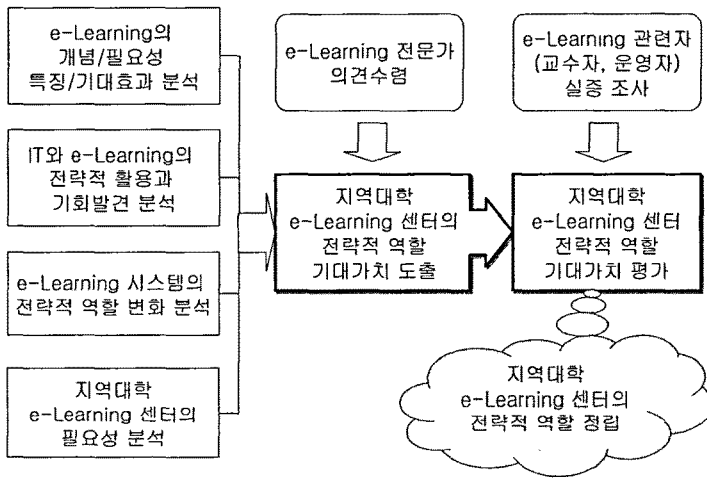 e-Learning의
개념/필요성
특징/기대효과 분석
IT와 e-Learning의
전략적 활용과
기회발견 분석
e-Learning 시스템의
전략적 역할 변화 분석
지역대학
e-Learning 센터의
필요성 분석
e-Learning 전문가
의견수렴
지역대학
e-Learning 센터의
전략적 역할
기대가치 도출
e-Learning 관련자
(교수자, 운영자)
실증 조사
지역대학
e-Learning 센터
전략적 역할
기대가치 평가
지역대학
e-Learning 센터의
전략적 역할 정립